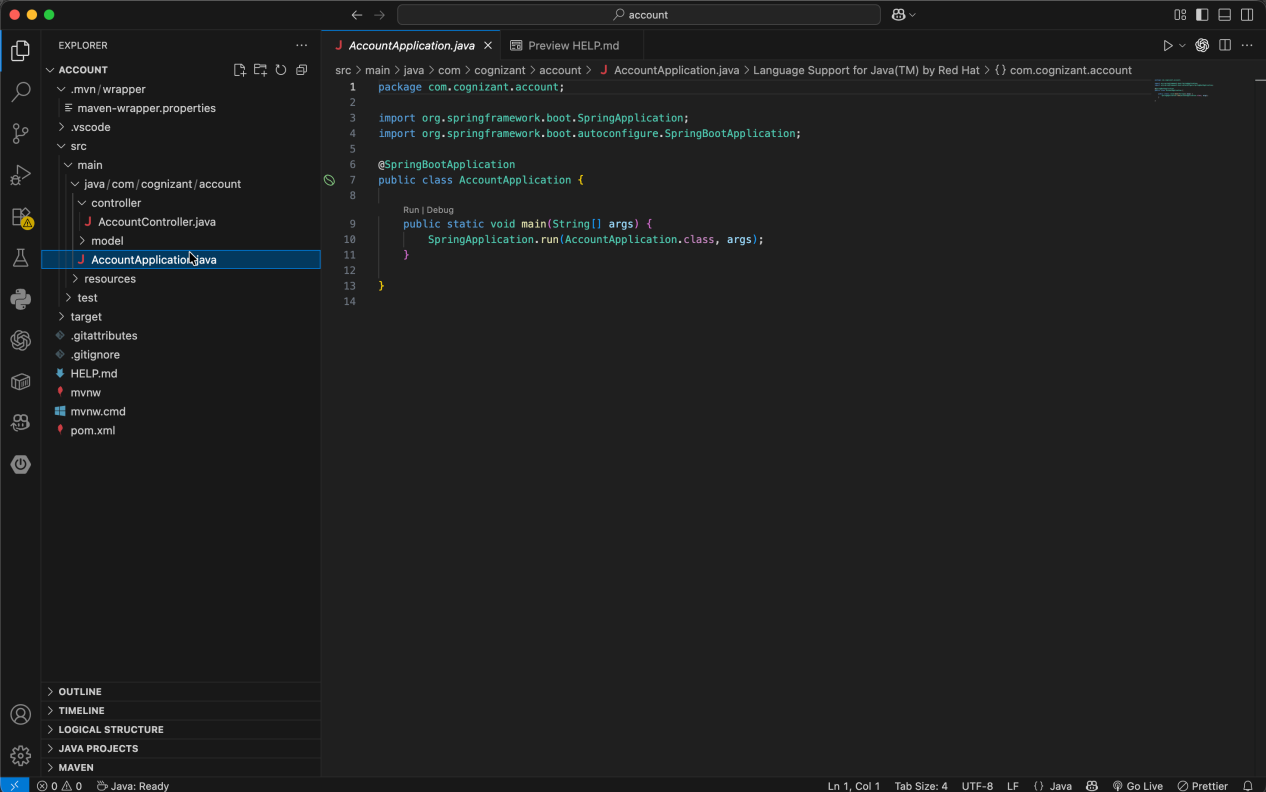 account
EXPLORER
ACCOUNT
.mvn/wrapper
maven-wrapper.properties
.vscode
src
main
java/com/cognizant/account
controller
J AccountController.java
model
J AccountApplication.java
resources
test
target
.gitattributes
.gitignore
HELP.md
mvnw
mvnw.cmd
pom.xml
OUTLINE
TIMELINE
LOGICAL STRUCTURE
JAVA PROJECTS
MAVEN
J AccountApplication.java
Preview HELP.md
src > main > java > com > cognizant > account > J AccountApplication.java > Language Support for Java(TM) by Red Hat > {} com.cognizant.account
1 package com.cognizant.account;
2
3 import org.springframework.boot.SpringApplication;
4 import org.springframework.boot.autoconfigure.SpringBootApplication;
5
6 @SpringBootApplication
7 public class AccountApplication {
8
Run | Debug
9 public static void main(String[] args) {
10 SpringApplication.run(AccountApplication.class, args);
11 }
12
13 }
14
0 0 Java: Ready
Ln 1, Col 1 Tab Size: 4 UTF-8 LF {} Java Go Live Prettier